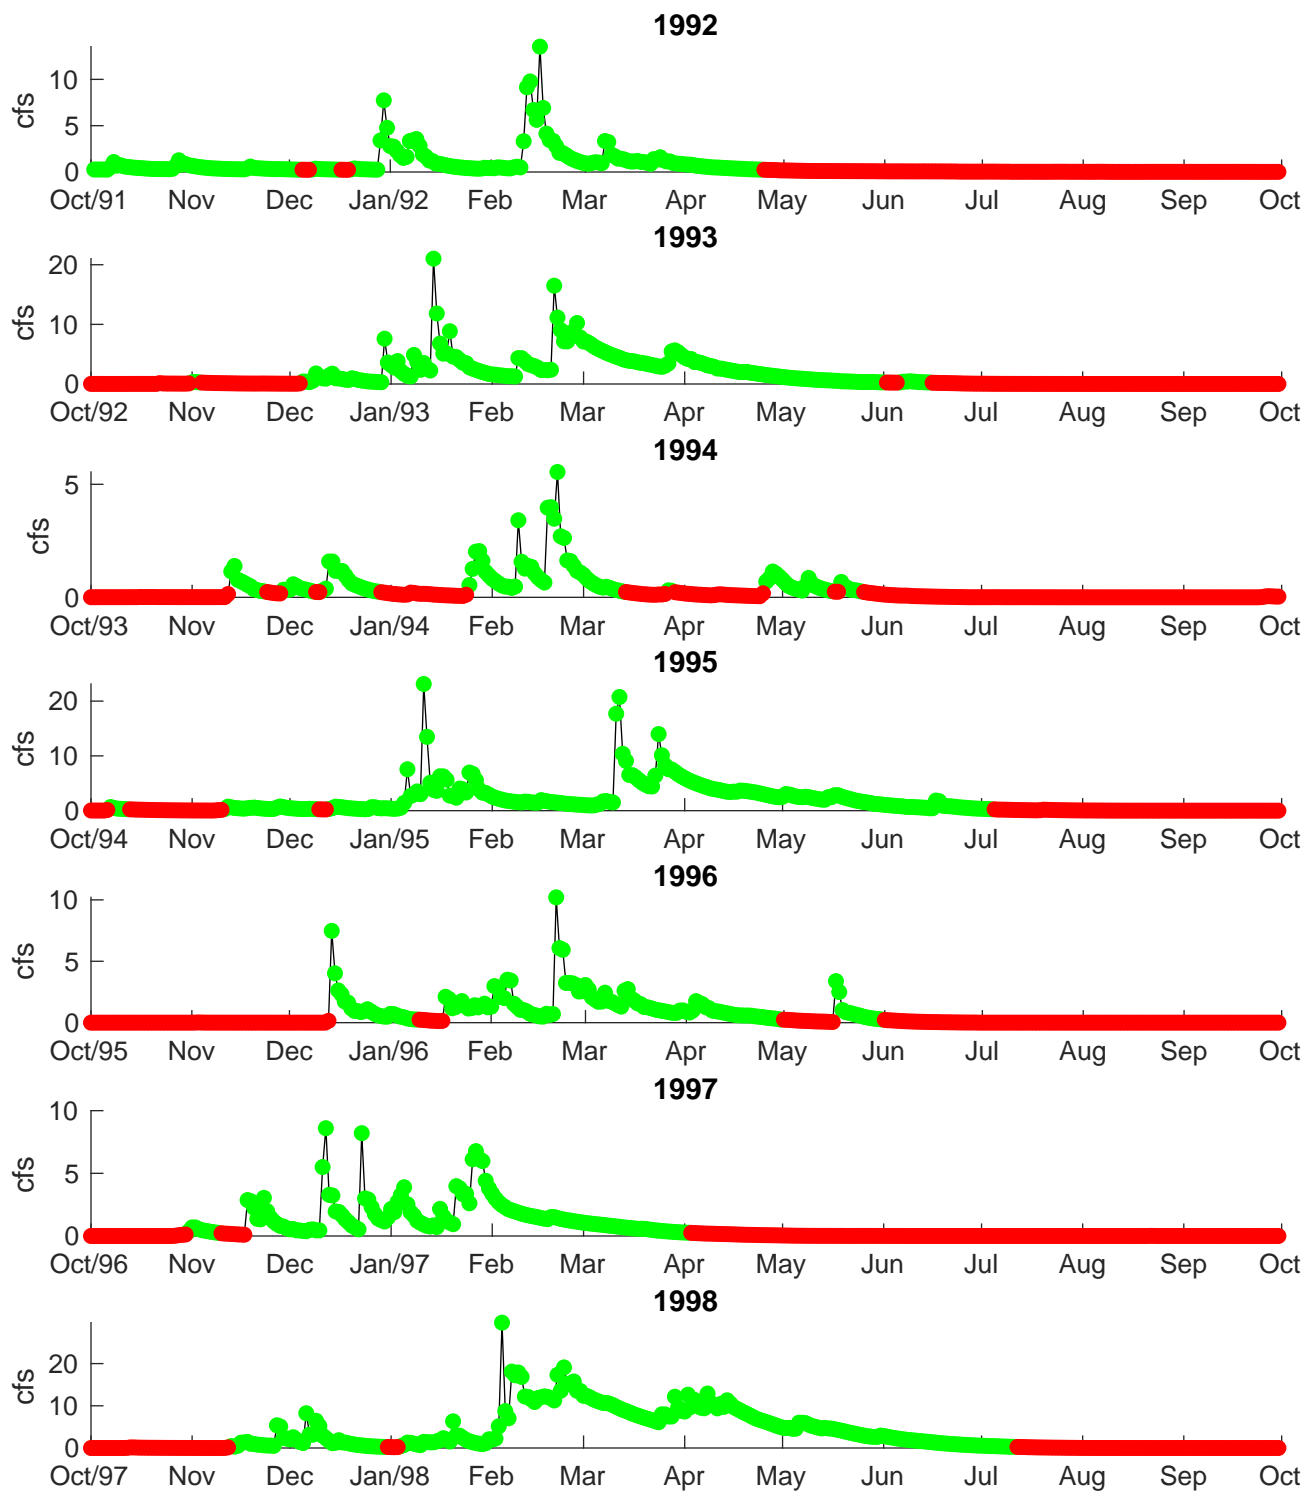 1992
10
5
0
cfs
Oct/91 Nov Dec Jan/92 Feb Mar Apr May Jun Jul Aug Sep Oct
1993
20
10
0
cfs
Oct/92 Nov Dec Jan/93 Feb Mar Apr May Jun Jul Aug Sep Oct
1994
5
0
cfs
Oct/93 Nov Dec Jan/94 Feb Mar Apr May Jun Jul Aug Sep Oct
1995
20
10
0
cfs
Oct/94 Nov Dec Jan/95 Feb Mar Apr May Jun Jul Aug Sep Oct
1996
10
5
0
cfs
Oct/95 Nov Dec Jan/96 Feb Mar Apr May Jun Jul Aug Sep Oct
1997
10
5
0
cfs
Oct/96 Nov Dec Jan/97 Feb Mar Apr May Jun Jul Aug Sep Oct
1998
20
10
0
cfs
Oct/97 Nov Dec Jan/98 Feb Mar Apr May Jun Jul Aug Sep Oct